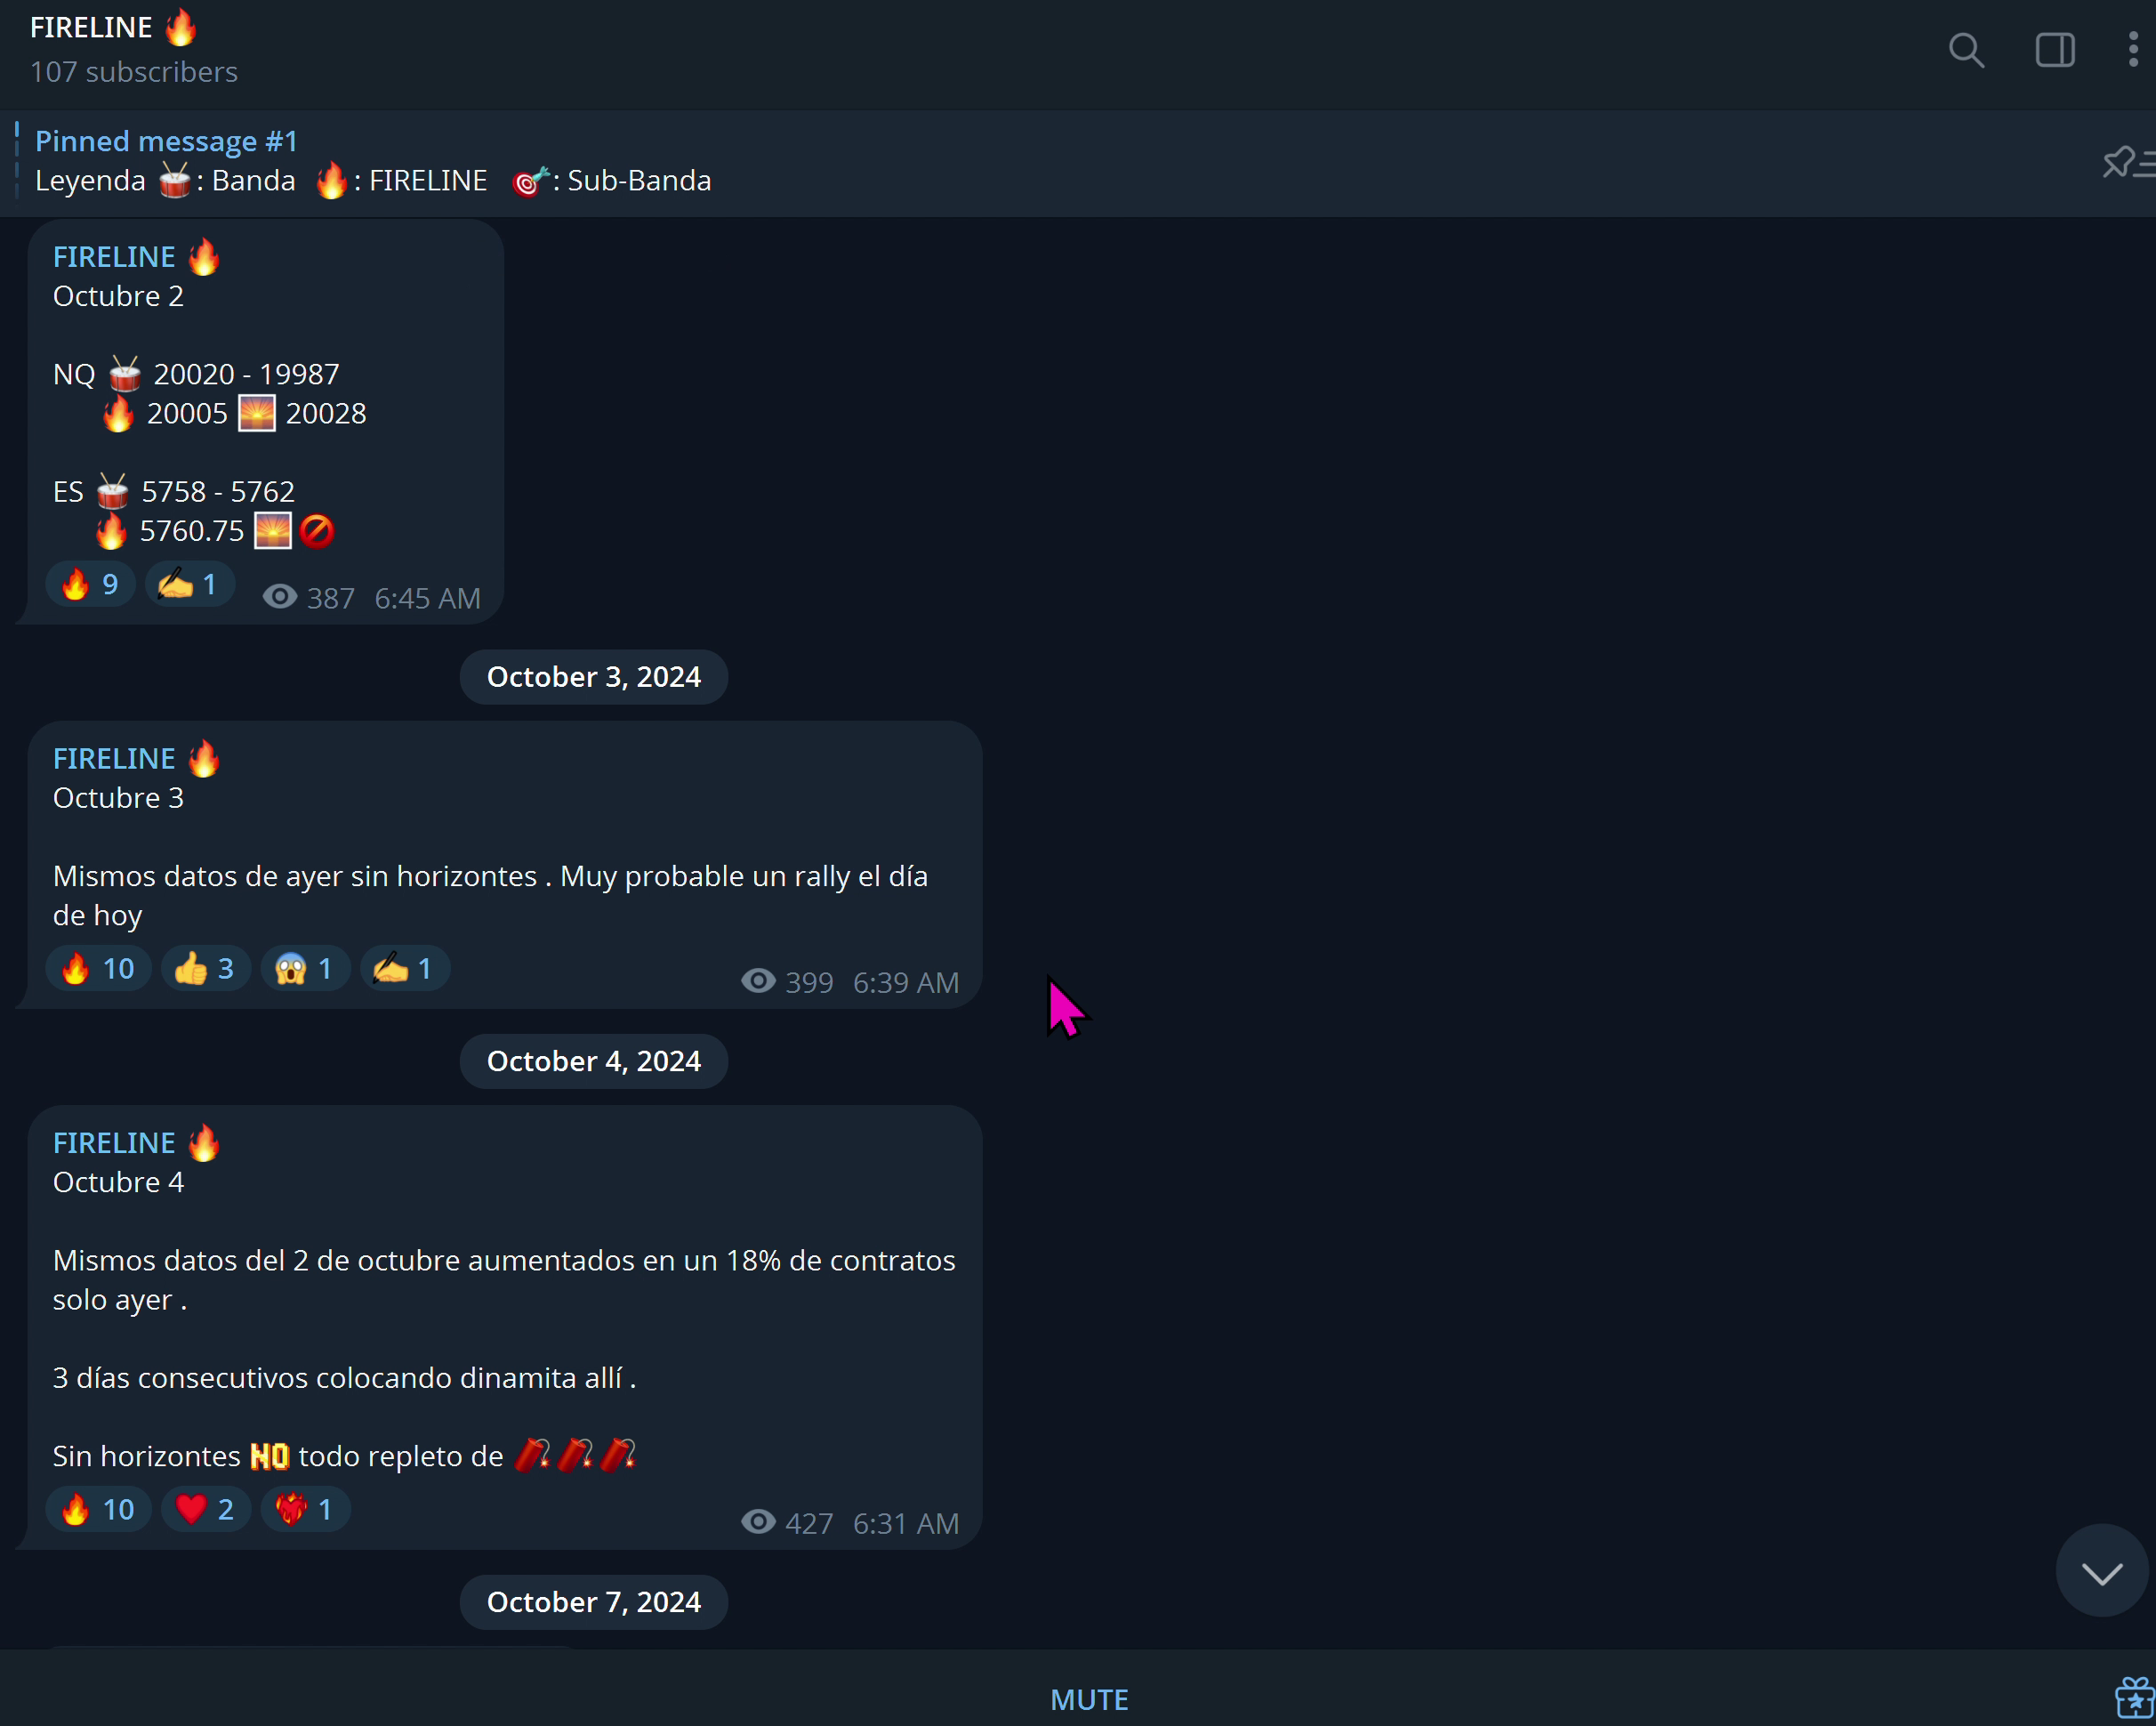 FIRELINE 🔥
107 subscribers
Pinned message #1
Leyenda 🥁: Banda 🔥: FIRELINE 🎯: Sub-Banda
FIRELINE 🔥
Octubre 2
NQ 🥁 20020 - 19987
🔥 20005 🌅 20028
ES 🥁 5758 - 5762
🔥 5760.75 🌅🚫
🔥 9 ✍️ 1 387 6:45 AM
October 3, 2024
FIRELINE 🔥
Octubre 3
Mismos datos de ayer sin horizontes . Muy probable un rally el día
de hoy
🔥 10 👍 3 😱 1 ✍️ 1 399 6:39 AM
October 4, 2024
FIRELINE 🔥
Octubre 4
Mismos datos del 2 de octubre aumentados en un 18% de contratos
solo ayer .
3 días consecutivos colocando dinamita allí .
Sin horizontes NO todo repleto de 🧨🧨🧨
🔥 10 ❤️ 2 ❤️‍🔥 1 427 6:31 AM
October 7, 2024
MUTE